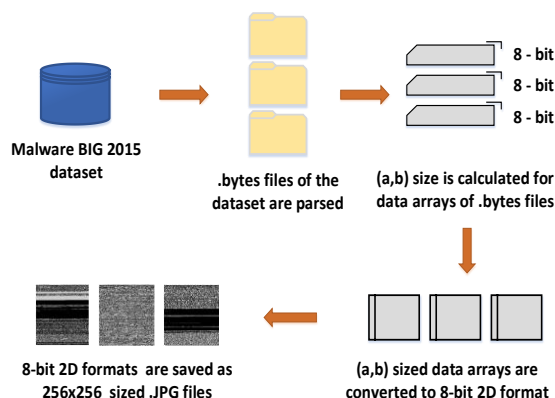 8 - bit
8 - bit
8 - bit
Malware BIG 2015
dataset
.bytes files of the
dataset are parsed
(a,b) size is calculated for
data arrays of .bytes files
8-bit 2D formats are saved as
256x256 sized .JPG files
(a,b) sized data arrays are
converted to 8-bit 2D format